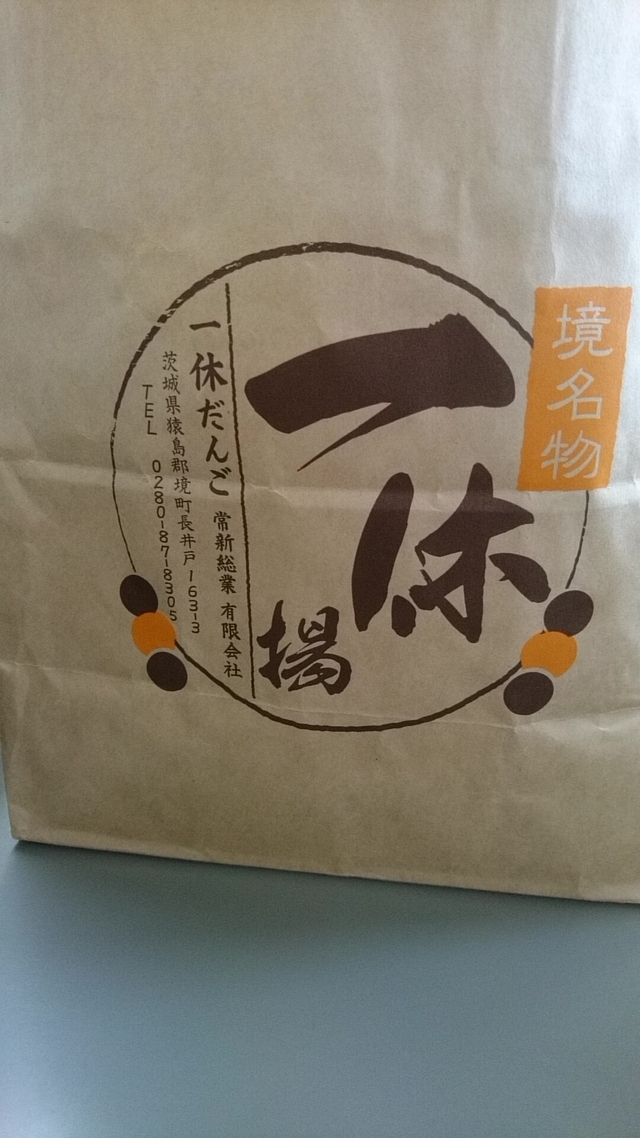 境名物
一休
揚
一休だんご 常新総業 有限会社
茨城県猿島郡境町長井戸163-3
TEL 0280-87-8305